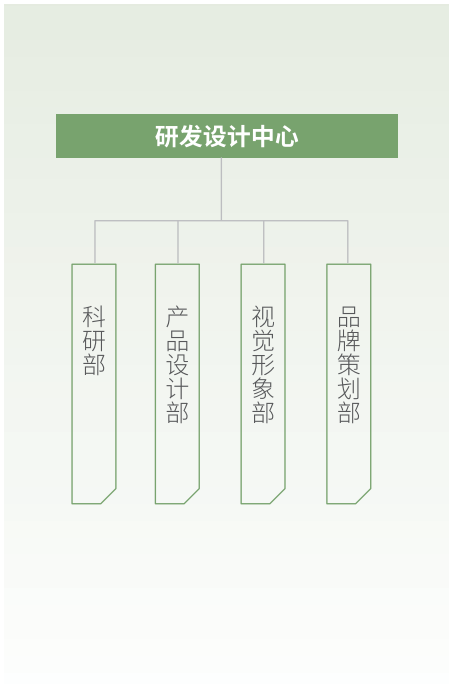 研发设计中心
科研部
产品设计部
视觉形象部
品牌策划部